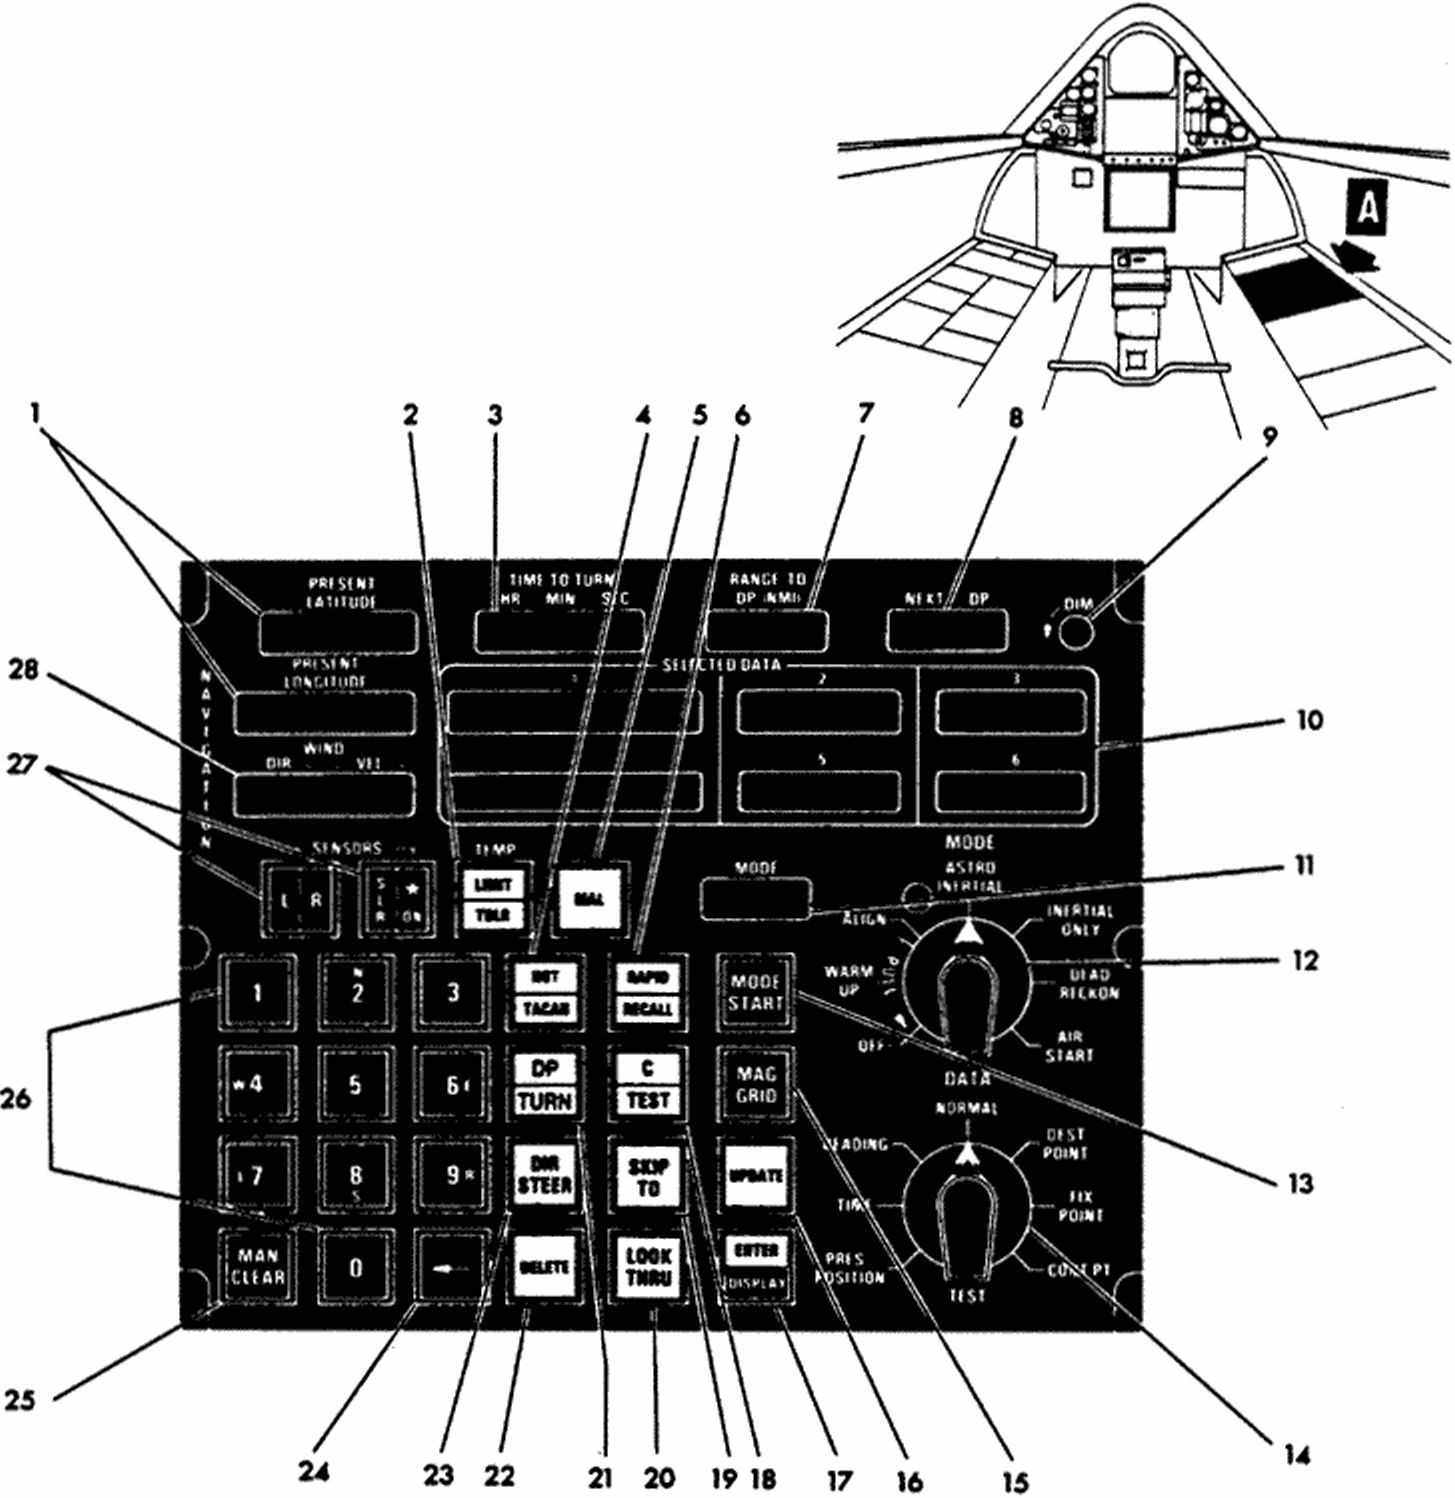 A
1
2
3
4
5
6
7
8
9
PRESENT LATITUDE
TIME TO TURN
HR MIN SEC
RANGE TO
DP (NMI)
NEXT DP
DIM
NAVIGATION
PRESENT LONGITUDE
SELECTED DATA
1
2
3
28
10
WIND
DIR VEL
5
6
27
SENSORS
TEMP
MODE
MODE
ASTRO INERTIAL
11
L R
SLR
ON
LIMIT
TBLR
MAL
ALIGN
INERTIAL ONLY
12
1
N
2
3
HOT
TACAN
RAPID
RECALL
MODE START
WARM UP
DEAD RECKON
OFF
AIR START
26
W 4
5
6 E
DP
TURN
C
TEST
MAG GRID
DATA
NORMAL
HEADING
DEST POINT
13
L 7
8
S
9 R
DIR STEER
SKIP TO
UPDATE
TIME
FIX POINT
MAN CLEAR
0
DELETE
LOOK THRU
ENTER
DISPLAY
PRES POSITION
CONT PT
TEST
25
24
23
22
21
20
19
18
17
16
15
14